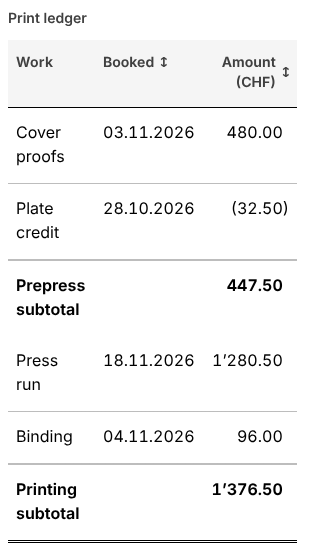 Print ledger
Work Booked ↕ Amount (CHF) ↕
Cover proofs 03.11.2026 480.00
Plate credit 28.10.2026 (32.50)
Prepress subtotal 447.50
Press run 18.11.2026 1’280.50
Binding 04.11.2026 96.00
Printing subtotal 1’376.50